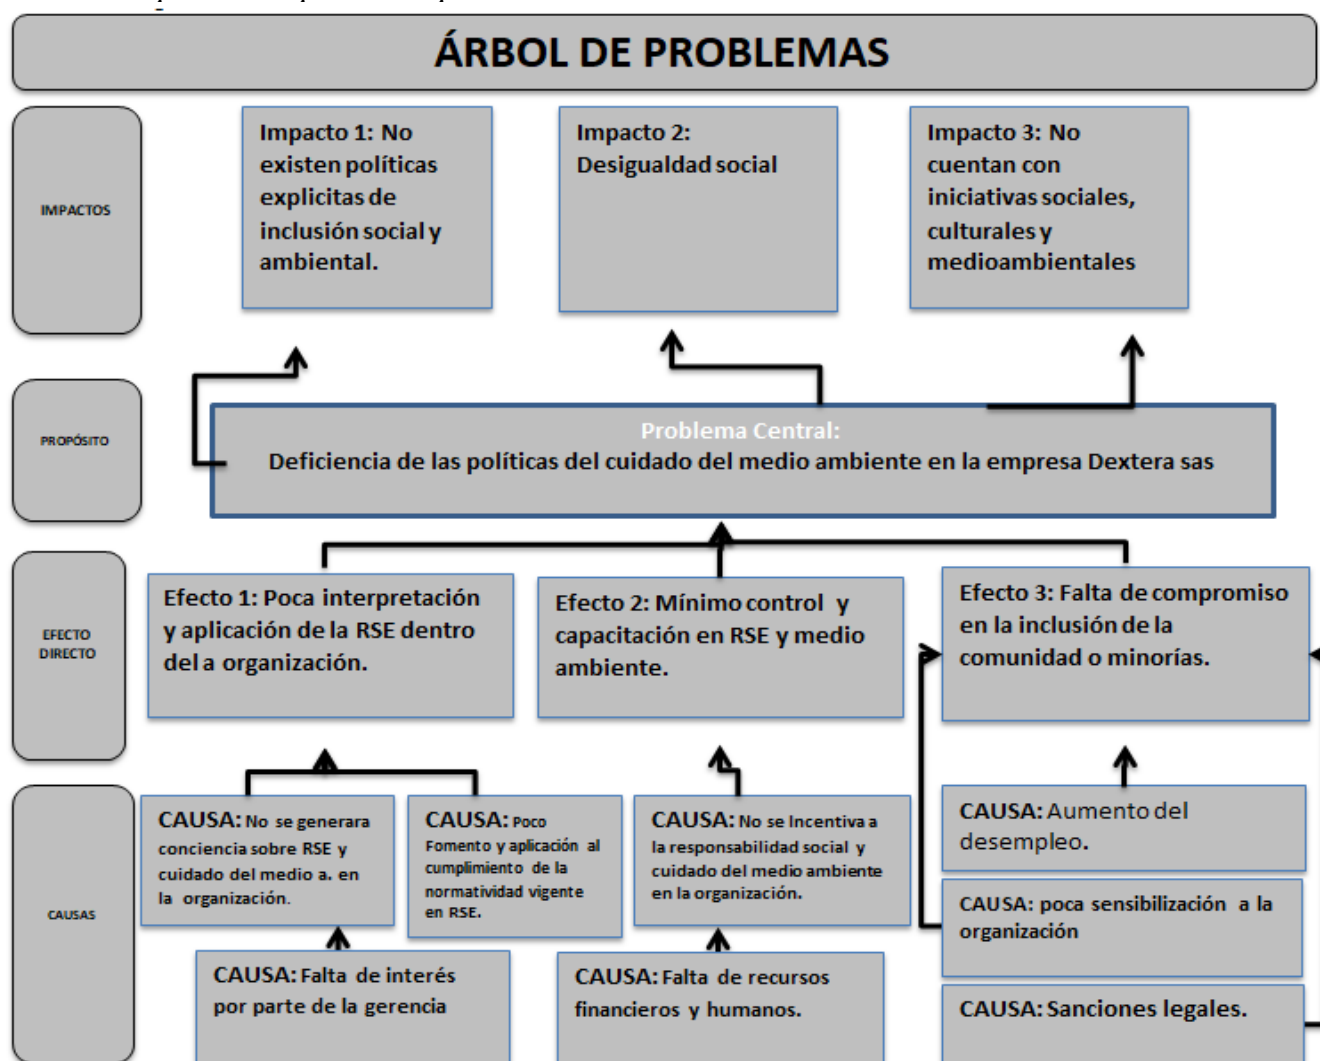 ÁRBOL DE PROBLEMAS
IMPACTOS
Impacto 1: No
existen políticas
explicitas de
inclusión social y
ambiental.
Impacto 2:
Desigualdad social
Impacto 3: No
cuentan con
iniciativas sociales,
culturales y
medioambientales
PROPÓSITO
Problema Central:
Deficiencia de las políticas del cuidado del medio ambiente en la empresa Dextera sas
EFECTO
DIRECTO
Efecto 1: Poca interpretación
y aplicación de la RSE dentro
del a organización.
Efecto 2: Mínimo control y
capacitación en RSE y medio
ambiente.
Efecto 3: Falta de compromiso
en la inclusión de la
comunidad o minorías.
CAUSAS
CAUSA: No se generara
conciencia sobre RSE y
cuidado del medio a. en
la organización.
CAUSA: Poco
Fomento y aplicación al
cumplimiento de la
normatividad vigente
en RSE.
CAUSA: No se Incentiva a
la responsabilidad social y
cuidado del medio ambiente
en la organización.
CAUSA: Aumento del
desempleo.
CAUSA: poca sensibilización a la
organización
CAUSA: Falta de interés
por parte de la gerencia
CAUSA: Falta de recursos
financieros y humanos.
CAUSA: Sanciones legales.